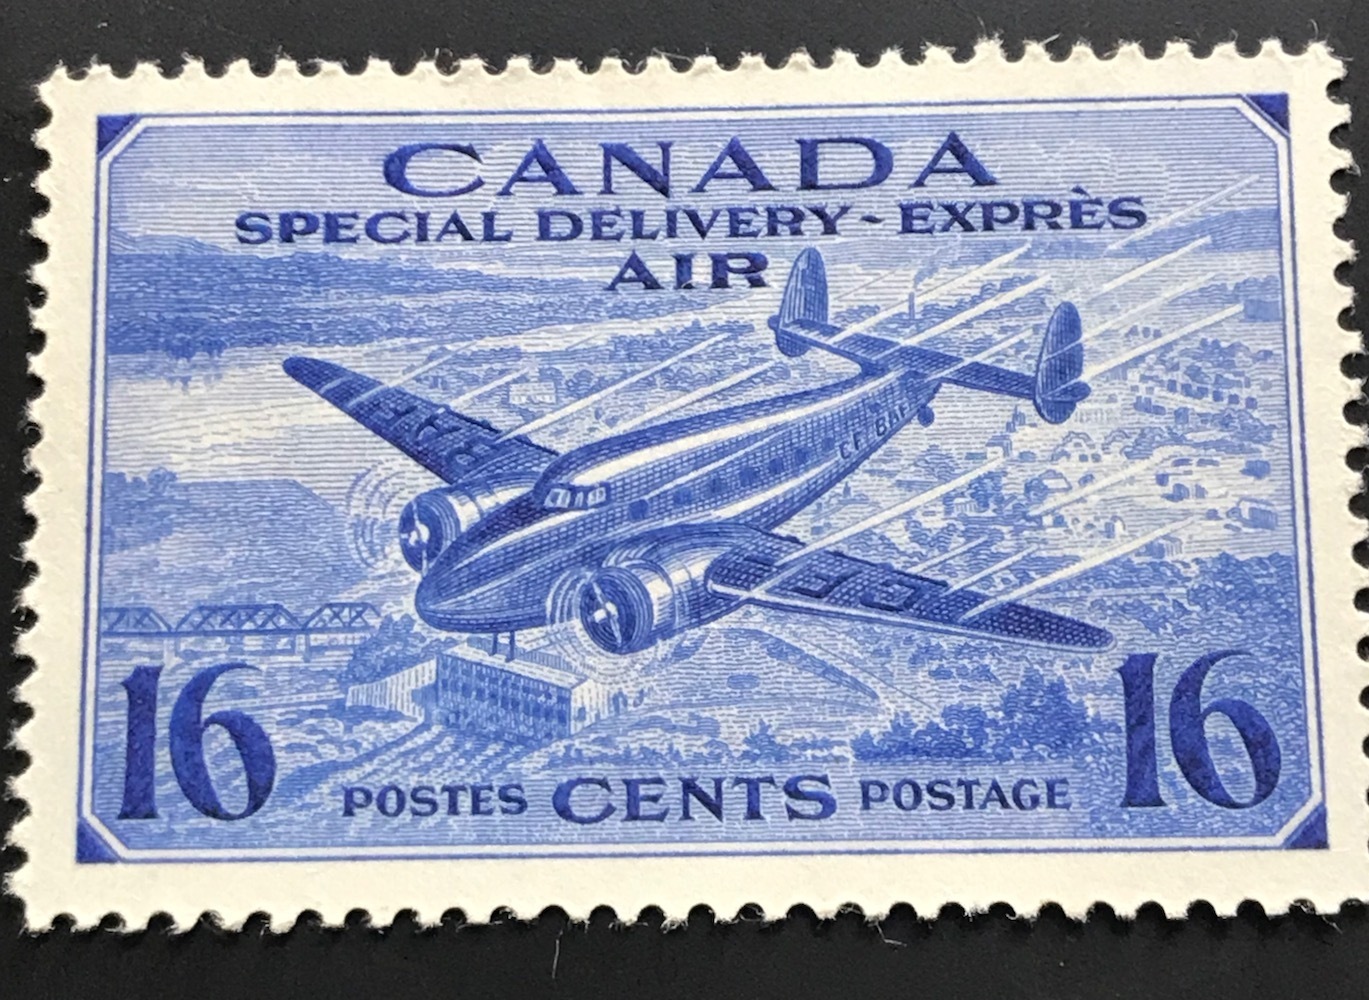 CANADA
SPECIAL DELIVERY - EXPRÈS
AIR
16 POSTES CENTS POSTAGE 16